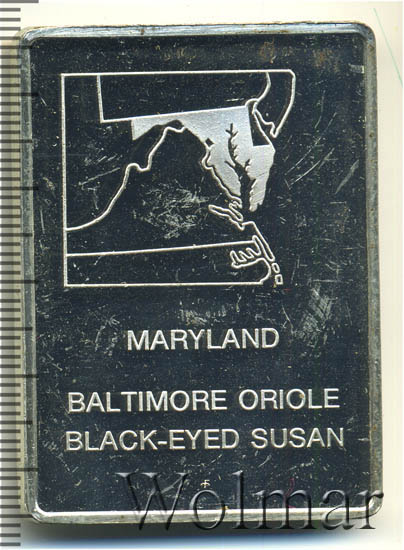 MARYLAND
BALTIMORE ORIOLE
BLACK-EYED SUSAN
Wolmar